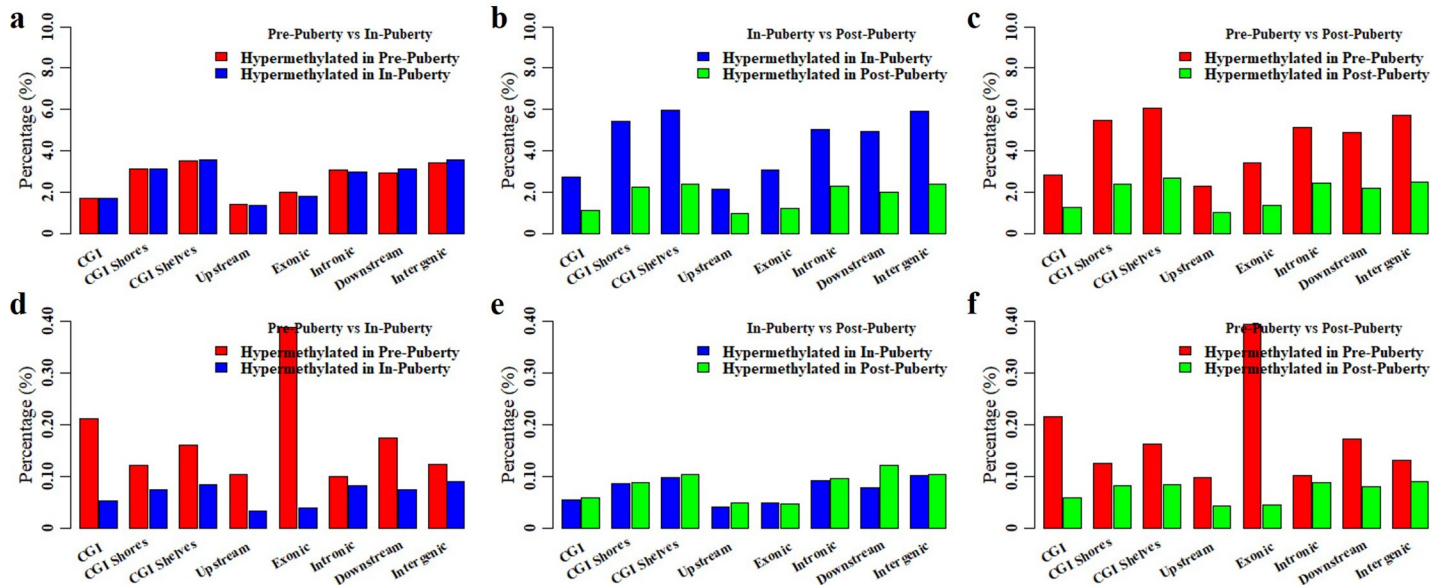 a
Pre-Puberty vs In-Puberty
Hypermethylated in Pre-Puberty
Hypermethylated in In-Puberty
Percentage (%)
10.0
8.0
6.0
4.0
2.0
0
CGI
CGI Shores
CGI Shelves
Upstream
Exonic
Intronic
Downstream
Intergenic
b
In-Puberty vs Post-Puberty
Hypermethylated in In-Puberty
Hypermethylated in Post-Puberty
Percentage (%)
10.0
8.0
6.0
4.0
2.0
0
CGI
CGI Shores
CGI Shelves
Upstream
Exonic
Intronic
Downstream
Intergenic
c
Pre-Puberty vs Post-Puberty
Hypermethylated in Pre-Puberty
Hypermethylated in Post-Puberty
Percentage (%)
10.0
8.0
6.0
4.0
2.0
0
CGI
CGI Shores
CGI Shelves
Upstream
Exonic
Intronic
Downstream
Intergenic
d
Pre-Puberty vs In-Puberty
Hypermethylated in Pre-Puberty
Hypermethylated in In-Puberty
Percentage (%)
0.40
0.30
0.20
0.10
0
CGI
CGI Shores
CGI Shelves
Upstream
Exonic
Intronic
Downstream
Intergenic
e
In-Puberty vs Post-Puberty
Hypermethylated in In-Puberty
Hypermethylated in Post-Puberty
Percentage (%)
0.40
0.30
0.20
0.10
0
CGI
CGI Shores
CGI Shelves
Upstream
Exonic
Intronic
Downstream
Intergenic
f
Pre-Puberty vs Post-Puberty
Hypermethylated in Pre-Puberty
Hypermethylated in Post-Puberty
Percentage (%)
0.40
0.30
0.20
0.10
0
CGI
CGI Shores
CGI Shelves
Upstream
Exonic
Intronic
Downstream
Intergenic